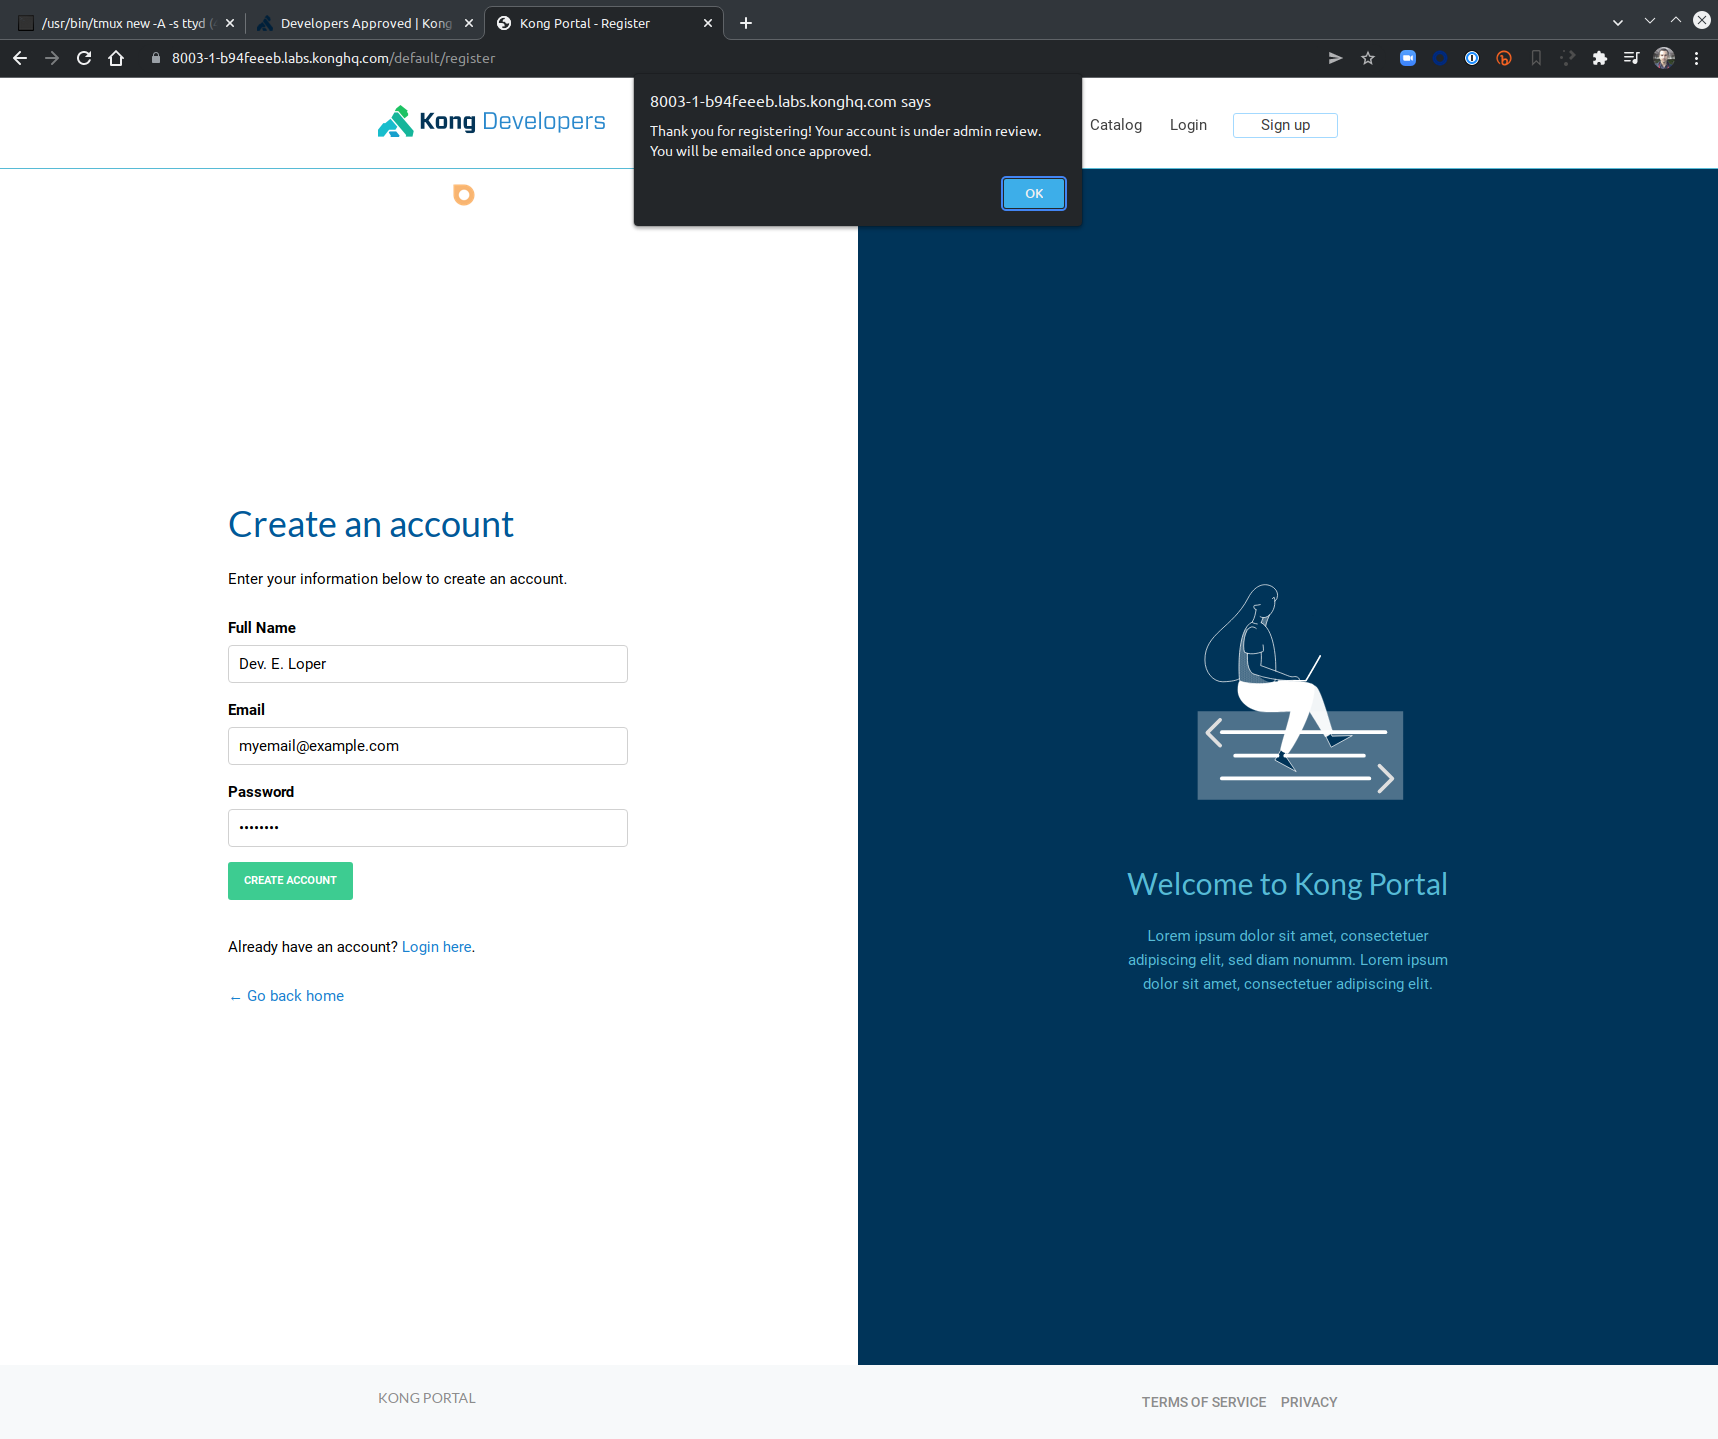 /usr/bin/tmux new -A -s ttyd (
Developers Approved | Kong
Kong Portal - Register
8003-1-b94feeeb.labs.konghq.com/default/register
8003-1-b94feeeb.labs.konghq.com says
Thank you for registering! Your account is under admin review.
You will be emailed once approved.
OK
Kong Developers
Catalog
Login
Sign up
Create an account
Enter your information below to create an account.
Full Name
Dev. E. Loper
Email
myemail@example.com
Password
••••••••
CREATE ACCOUNT
Already have an account? Login here.
← Go back home
Welcome to Kong Portal
Lorem ipsum dolor sit amet, consectetuer
adipiscing elit, sed diam nonumm. Lorem ipsum
dolor sit amet, consectetuer adipiscing elit.
KONG PORTAL
TERMS OF SERVICE
PRIVACY